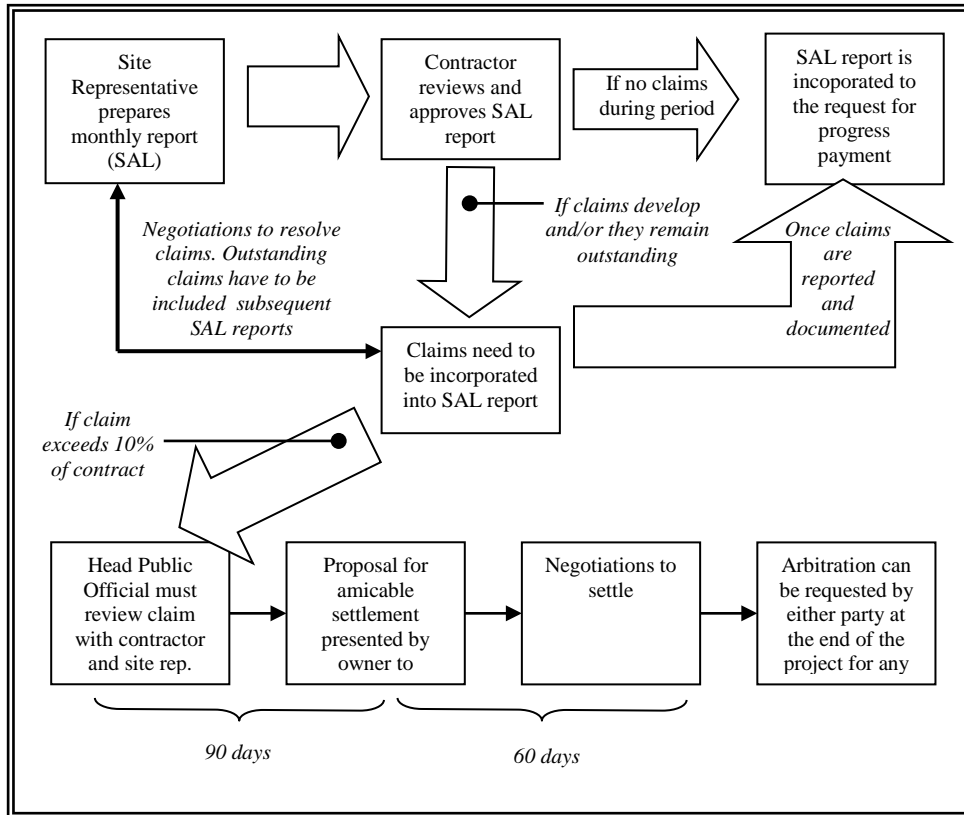 Site
Representative
prepares
monthly report
(SAL)
Contractor
reviews and
approves SAL
report
If no claims
during period
SAL report is
incoporated to
the request for
progress
payment
Negotiations to resolve
claims. Outstanding
claims have to be
included subsequent
SAL reports
If claims develop
and/or they remain
outstanding
Once claims
are
reported
and
documented
Claims need to
be incorporated
into SAL report
If claim
exceeds 10%
of contract
Head Public
Official must
review claim
with contractor
and site rep.
Proposal for
amicable
settlement
presented by
owner to
Negotiations to
settle
Arbitration can
be requested by
either party at
the end of the
project for any
90 days
60 days